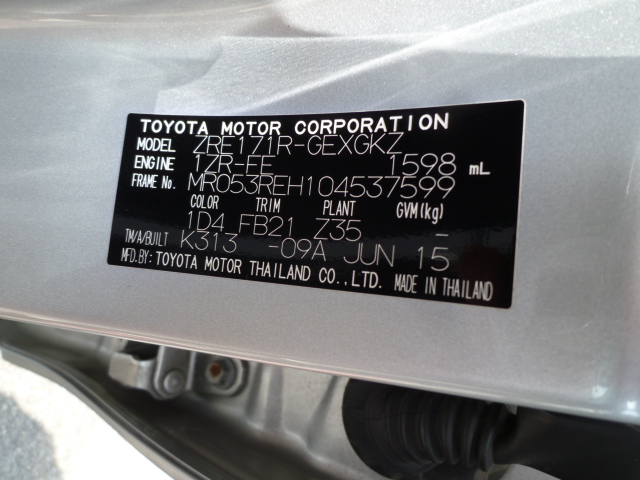 TOYOTA MOTOR CORPORATION
MODEL ZRE171R-GEXGKZ
ENGINE 1ZR-FE 1598 mL
FRAME No. MR053REH104537599
COLOR TRIM PLANT GVM(kg)
1D4 FB21 Z35 -
TM/A/BUILT K313 -09A JUN 15
MFD.BY: TOYOTA MOTOR THAILAND CO.,LTD. MADE IN THAILAND